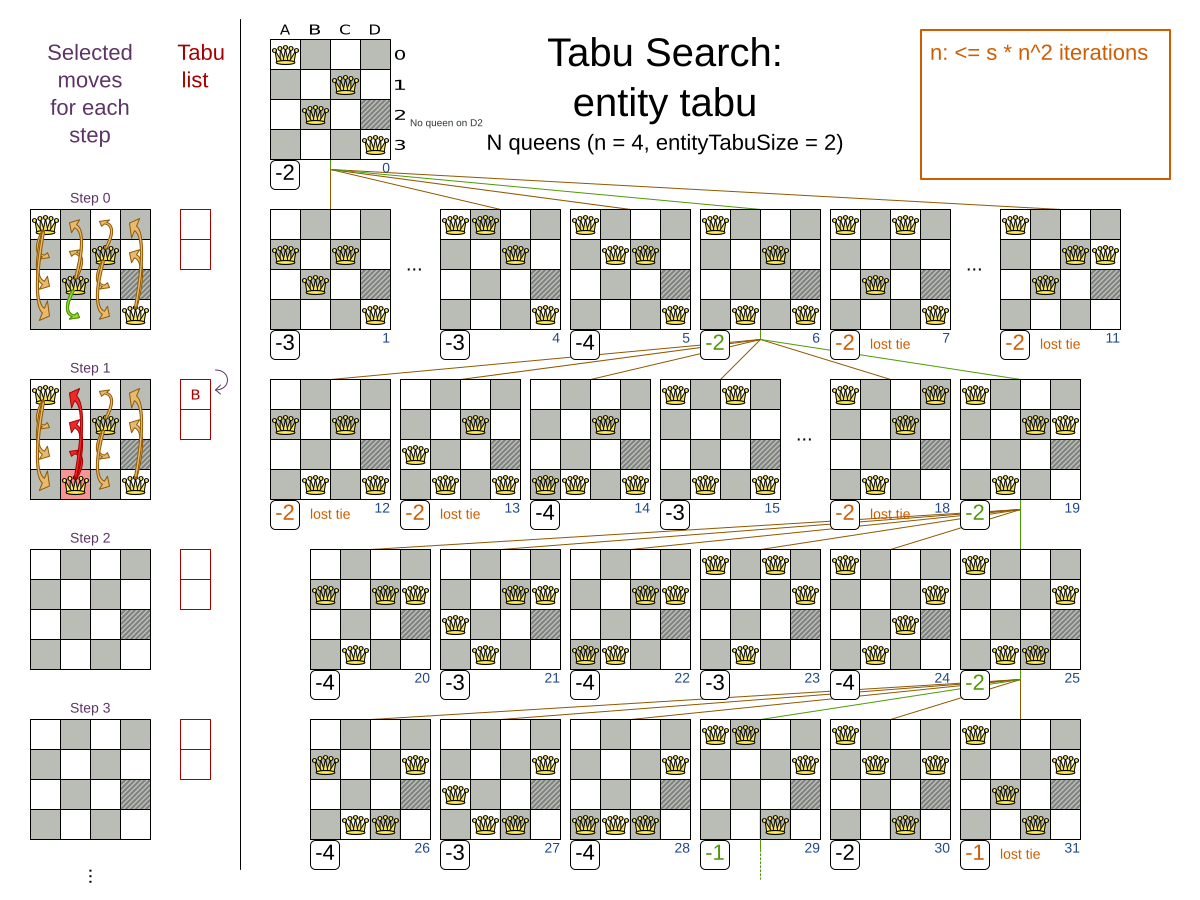 Selected
moves
for each
step
Tabu
list
A B C D
0
1
2
3
No queen on D2
Tabu Search:
entity tabu
N queens (n = 4, entityTabuSize = 2)
n: <= s * n^2 iterations
-2
0
Step 0
...
...
-3
1
-3
4
-4
5
-2
6
-2 lost tie 7
-2 lost tie 11
Step 1
B
...
-2 lost tie 12
-2 lost tie 13
-4
14
-3
15
-2 lost tie 18
-2
19
Step 2
-4
20
-3
21
-4
22
-3
23
-4
24
-2
25
Step 3
-4
26
-3
27
-4
28
-1
29
-2
30
-1 lost tie 31
...